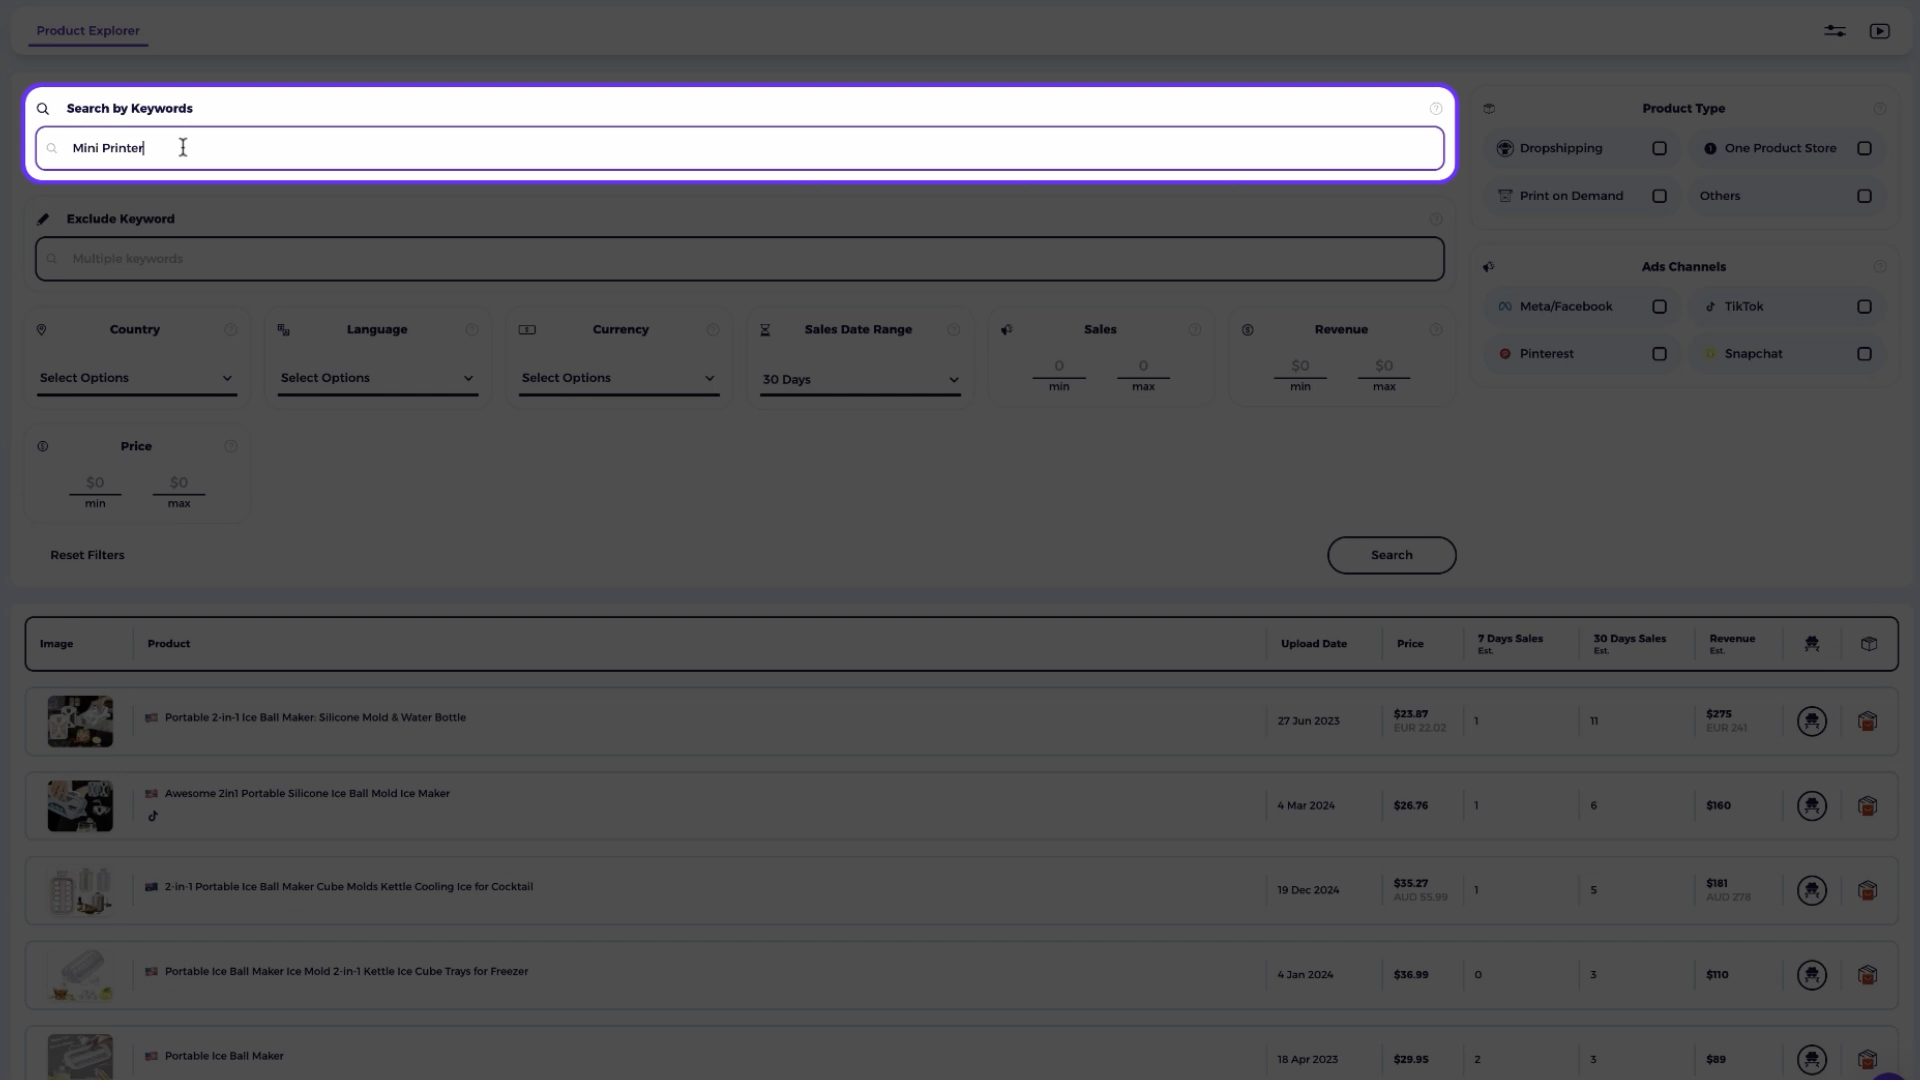 Product Explorer
Search by Keywords
Mini Printer
Exclude Keyword
Multiple keywords
Country
Select Options
Language
Select Options
Currency
Select Options
Sales Date Range
30 Days
Sales
0 0
min max
Revenue
$0 $0
min max
Price
$0 $0
min max
Reset Filters
Search
Product Type
Dropshipping One Product Store
Print on Demand Others
Ads Channels
Meta/Facebook TikTok
Pinterest Snapchat
Image Product Upload Date Price 7 Days Sales Est. 30 Days Sales Est. Revenue Est.
Portable 2-in-1 Ice Ball Maker: Silicone Mold & Water Bottle 27 Jun 2023 $23.87 EUR 22.02 1 11 $275 EUR 241
Awesome 2in1 Portable Silicone Ice Ball Mold Ice Maker 4 Mar 2024 $26.76 1 6 $160
2-in-1 Portable Ice Ball Maker Cube Molds Kettle Cooling Ice for Cocktail 19 Dec 2024 $35.27 AUD 55.99 1 5 $181 AUD 278
Portable Ice Ball Maker Ice Mold 2-in-1 Kettle Ice Cube Trays for Freezer 4 Jan 2024 $36.99 0 3 $110
Portable Ice Ball Maker 18 Apr 2023 $29.95 2 3 $89